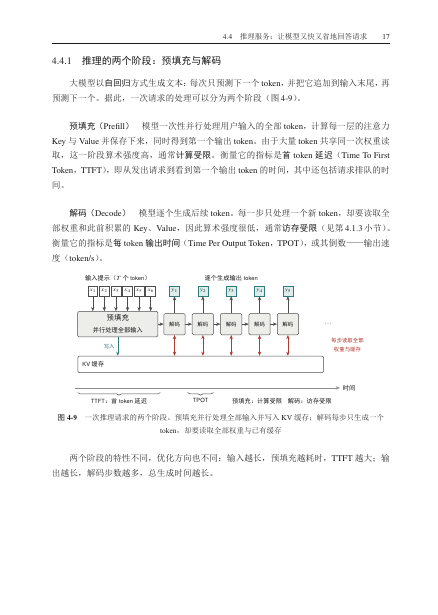 4.4 推理服务：让模型又快又省地回答请求 17
4.4.1 推理的两个阶段：预填充与解码
大模型以自回归方式生成文本：每次只预测下一个 token，并把它追加到输入末尾，再
预测下一个。据此，一次请求的处理可以分为两个阶段（图 4-9）。
预填充（Prefill） 模型一次性并行处理用户输入的全部 token，计算每一层的注意力
Key 与 Value 并保存下来，同时得到第一个输出 token。由于大量 token 共享同一次权重读
取，这一阶段算术强度高，通常计算受限。衡量它的指标是首 token 延迟（Time To First
Token，TTFT），即从发出请求到看到第一个输出 token 的时间，其中还包括请求排队的时
间。
解码（Decode） 模型逐个生成后续 token。每一步只处理一个新 token，却要读取全
部权重和此前积累的 Key、Value，因此算术强度很低，通常访存受限（见第 4.1.3 小节）。
衡量它的指标是每 token 输出时间（Time Per Output Token，TPOT），或其倒数——输出速
度（token/s）。
输入提示（T 个 token） 逐个生成输出 token
x₁ x₂ x₃ x₄ x₅ x₆ y₁ y₂ y₃ y₄ y₅
预填充
并行处理全部输入
解码 解码 解码 解码 解码 …
写入
每步读取全部
权重与缓存
KV 缓存
时间
TTFT：首 token 延迟 TPOT 预填充：计算受限 解码：访存受限
图 4-9 一次推理请求的两个阶段。预填充并行处理全部输入并写入 KV 缓存；解码每步只生成一个
token，却要读取全部权重与已有缓存
两个阶段的特性不同，优化方向也不同：输入越长，预填充越耗时，TTFT 越大；输
出越长，解码步数越多，总生成时间越长。